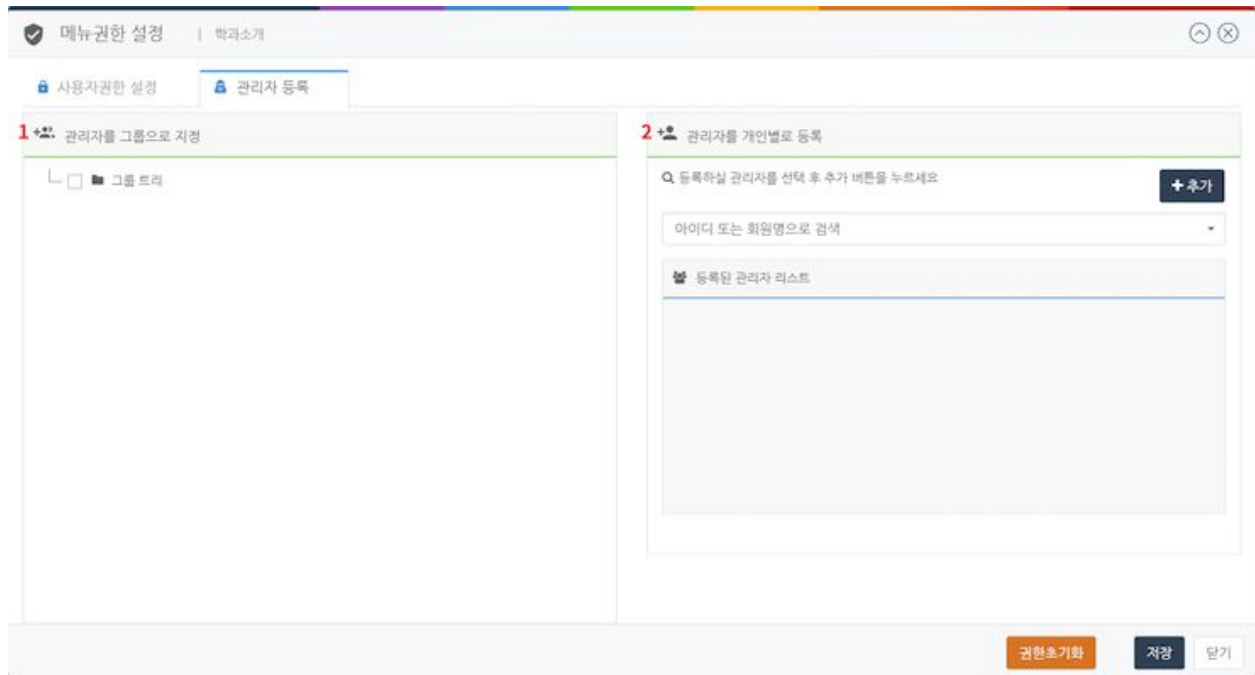 메뉴권한 설정 | 학과소개
사용자권한 설정 관리자 등록
1 관리자를 그룹으로 지정
그룹 트리
2 관리자를 개인별로 등록
등록하실 관리자를 선택 후 추가 버튼을 누르세요
+추가
아이디 또는 회원명으로 검색
등록된 관리자 리스트
권한초기화 저장 닫기